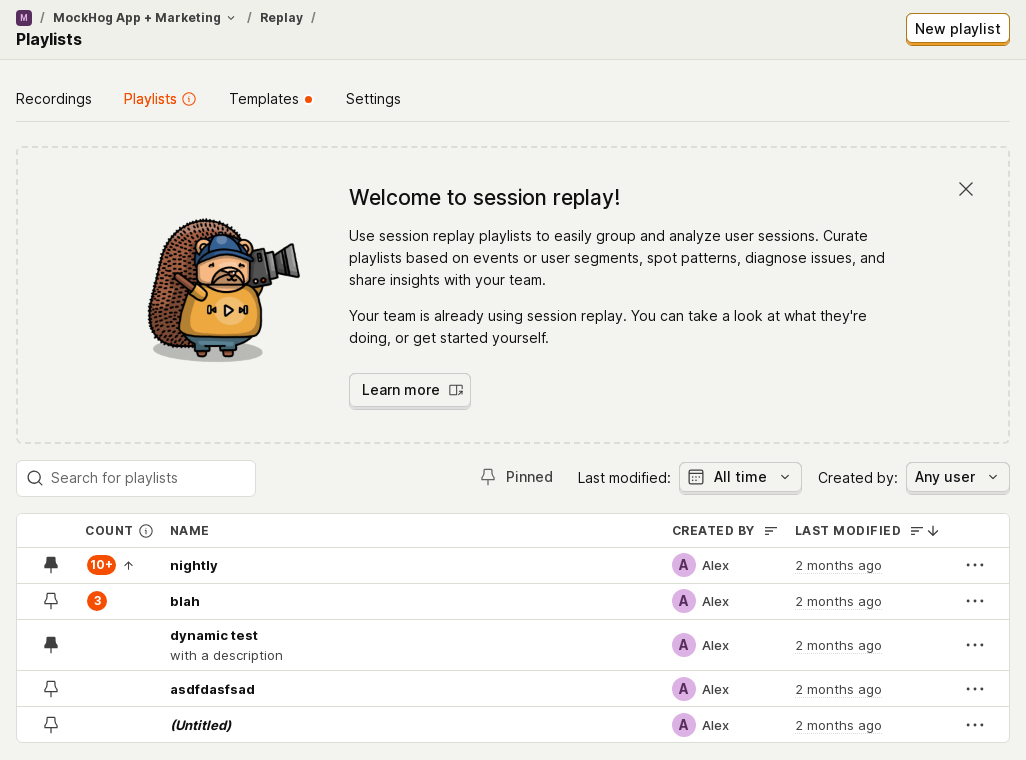 M / MockHog App + Marketing / Replay /
Playlists
New playlist
Recordings Playlists Templates Settings
Welcome to session replay!
Use session replay playlists to easily group and analyze user sessions. Curate
playlists based on events or user segments, spot patterns, diagnose issues, and
share insights with your team.
Your team is already using session replay. You can take a look at what they're
doing, or get started yourself.
Learn more
Search for playlists Pinned Last modified: All time Created by: Any user
COUNT NAME CREATED BY LAST MODIFIED
10+ nightly A Alex 2 months ago
3 blah A Alex 2 months ago
dynamic test A Alex 2 months ago
with a description
asdfdasfsad A Alex 2 months ago
(Untitled) A Alex 2 months ago